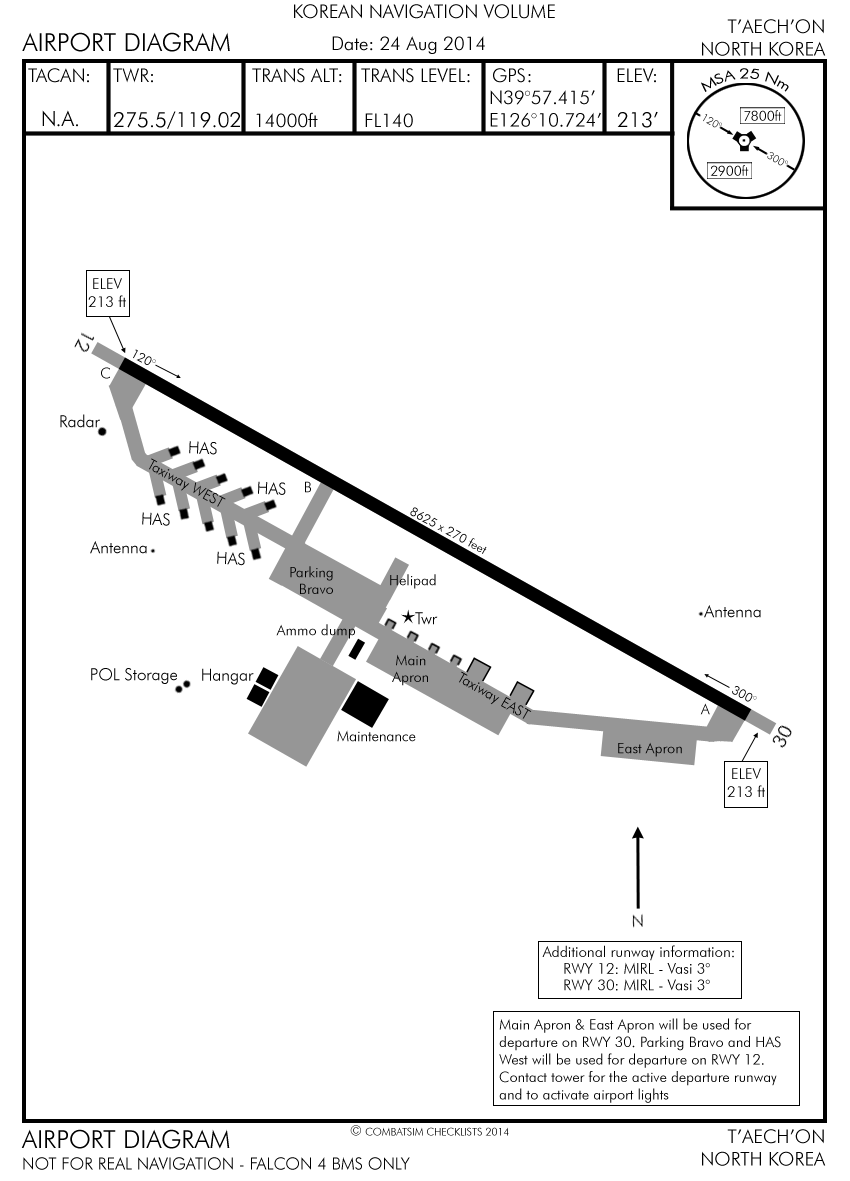 KOREAN NAVIGATION VOLUME
AIRPORT DIAGRAM
Date: 24 Aug 2014
T'AECH'ON
NORTH KOREA
TACAN:
N.A.
TWR:
275.5/119.02
TRANS ALT:
14000ft
TRANS LEVEL:
FL140
GPS:
N39°57.415'
E126°10.724'
ELEV:
213'
MSA 25 Nm
7800ft
120°
300°
2900ft
ELEV
213 ft
12
120°
C
Radar
HAS
Taxiway WEST
HAS
B
HAS
8625 x 270 feet
Antenna
HAS
Parking
Bravo
Helipad
Twr
Antenna
Ammo dump
Main
Apron
POL Storage
Hangar
Taxiway EAST
300°
A
Maintenance
30
East Apron
ELEV
213 ft
N
Additional runway information:
RWY 12: MIRL - Vasi 3°
RWY 30: MIRL - Vasi 3°
Main Apron & East Apron will be used for
departure on RWY 30. Parking Bravo and HAS
West will be used for departure on RWY 12.
Contact tower for the active departure runway
and to activate airport lights
AIRPORT DIAGRAM
© COMBATSIM CHECKLISTS 2014
T'AECH'ON
NOT FOR REAL NAVIGATION - FALCON 4 BMS ONLY
NORTH KOREA